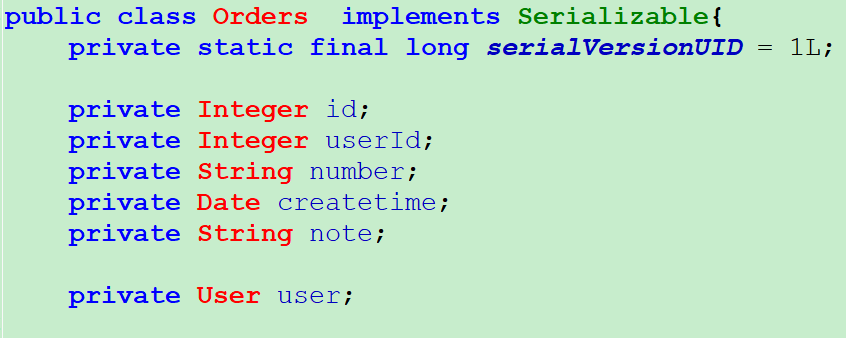 public class Orders  implements Serializable{
    private static final long serialVersionUID = 1L;
    private Integer id;
    private Integer userId;
    private String number;
    private Date createtime;
    private String note;
    private User user;